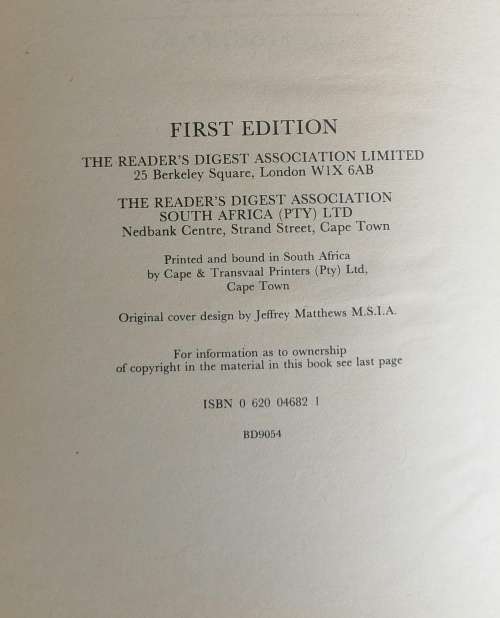 FIRST EDITION
THE READER'S DIGEST ASSOCIATION LIMITED
25 Berkeley Square, London W1X 6AB
THE READER'S DIGEST ASSOCIATION
SOUTH AFRICA (PTY) LTD
Nedbank Centre, Strand Street, Cape Town
Printed and bound in South Africa
by Cape & Transvaal Printers (Pty) Ltd,
Cape Town
Original cover design by Jeffrey Matthews M.S.I.A.
For information as to ownership
of copyright in the material in this book see last page
ISBN 0 620 04682 1
BD9054